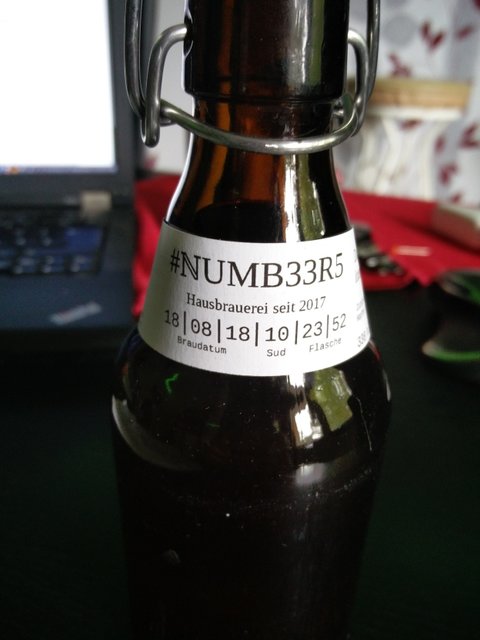 #ℕUMB33R5
Hausbrauerei seit 2017
18|08|18|10|23|52
Braudatum Sud Flasche